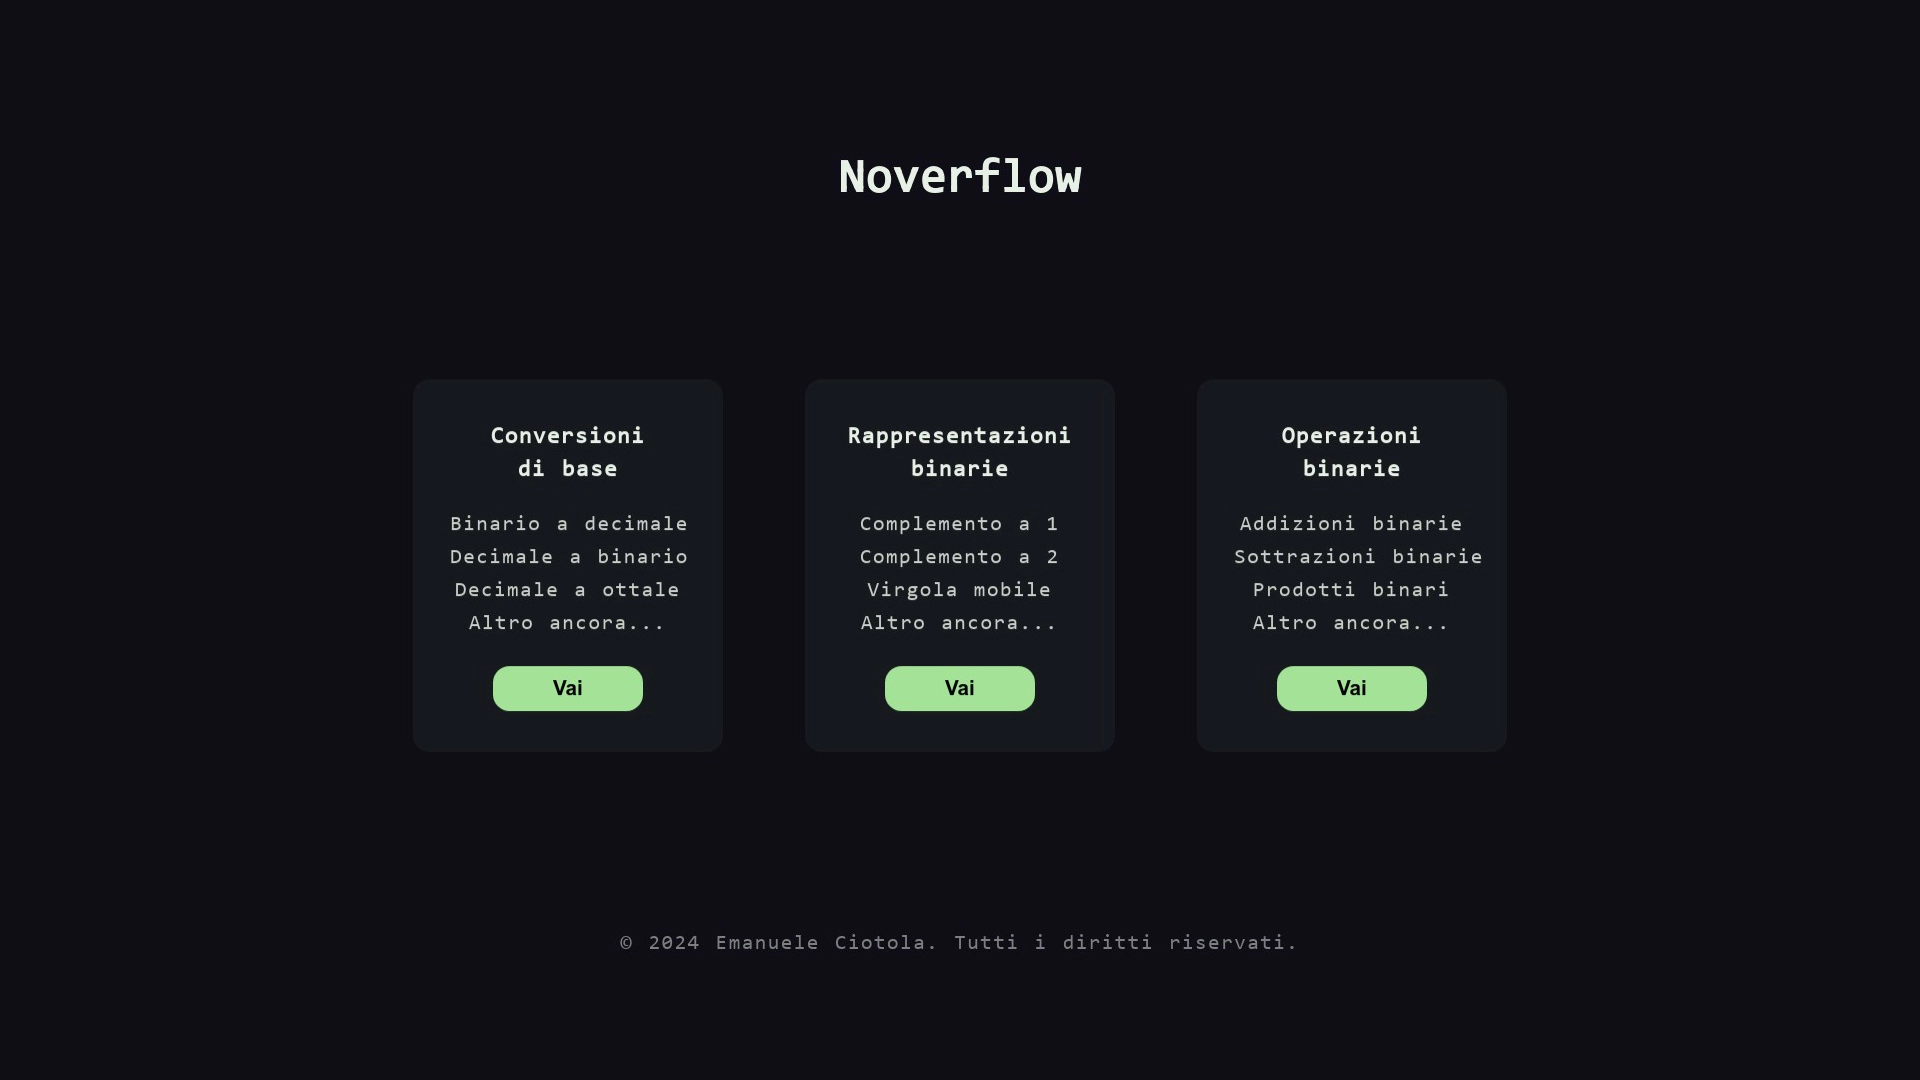 Noverflow
Conversioni
di base
Binario a decimale
Decimale a binario
Decimale a ottale
Altro ancora...
Vai
Rappresentazioni
binarie
Complemento a 1
Complemento a 2
Virgola mobile
Altro ancora...
Vai
Operazioni
binarie
Addizioni binarie
Sottrazioni binarie
Prodotti binari
Altro ancora...
Vai
© 2024 Emanuele Ciotola. Tutti i diritti riservati.